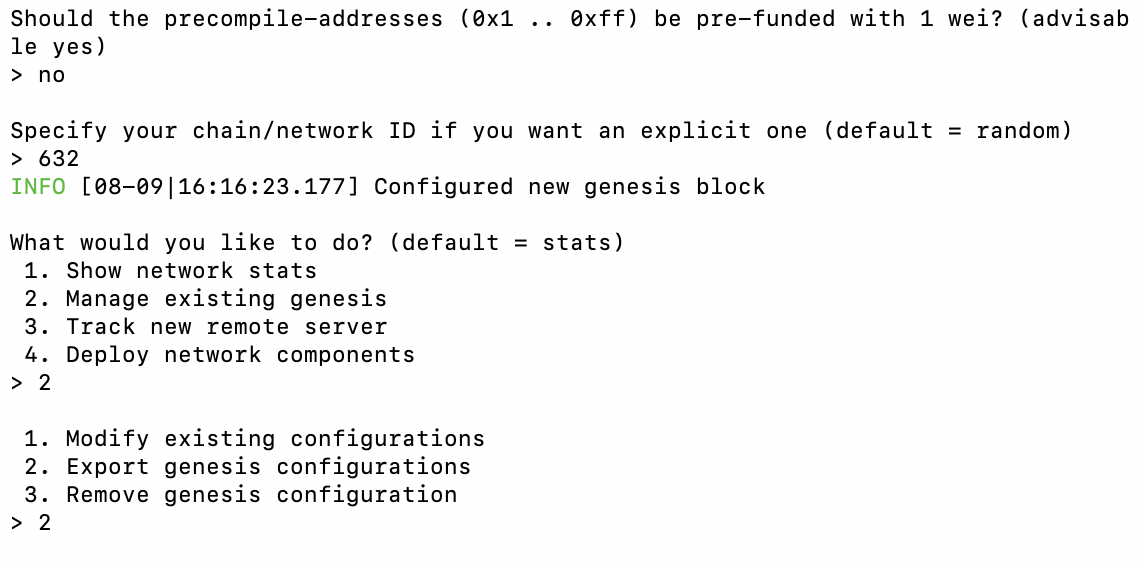 Should the precompile-addresses (0x1 .. 0xff) be pre-funded with 1 wei? (advisab
le yes)
> no
Specify your chain/network ID if you want an explicit one (default = random)
> 632
INFO [08-09|16:16:23.177] Configured new genesis block
What would you like to do? (default = stats)
1. Show network stats
2. Manage existing genesis
3. Track new remote server
4. Deploy network components
> 2
1. Modify existing configurations
2. Export genesis configurations
3. Remove genesis configuration
> 2